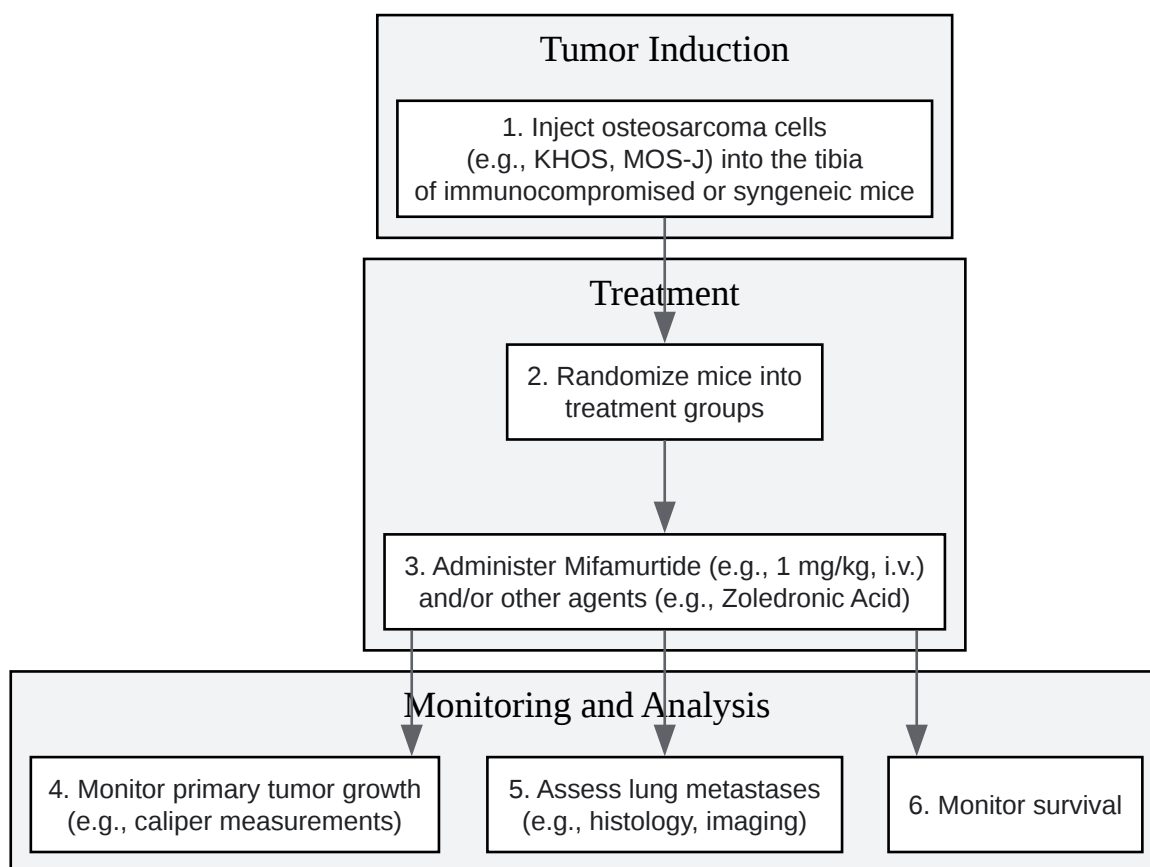 Tumor Induction
1. Inject osteosarcoma cells
(e.g., KHOS, MOS-J) into the tibia
of immunocompromised or syngeneic mice
Treatment
2. Randomize mice into
treatment groups
3. Administer Mifamurtide (e.g., 1 mg/kg, i.v.)
and/or other agents (e.g., Zoledronic Acid)
Monitoring and Analysis
4. Monitor primary tumor growth
(e.g., caliper measurements)
5. Assess lung metastases
(e.g., histology, imaging)
6. Monitor survival